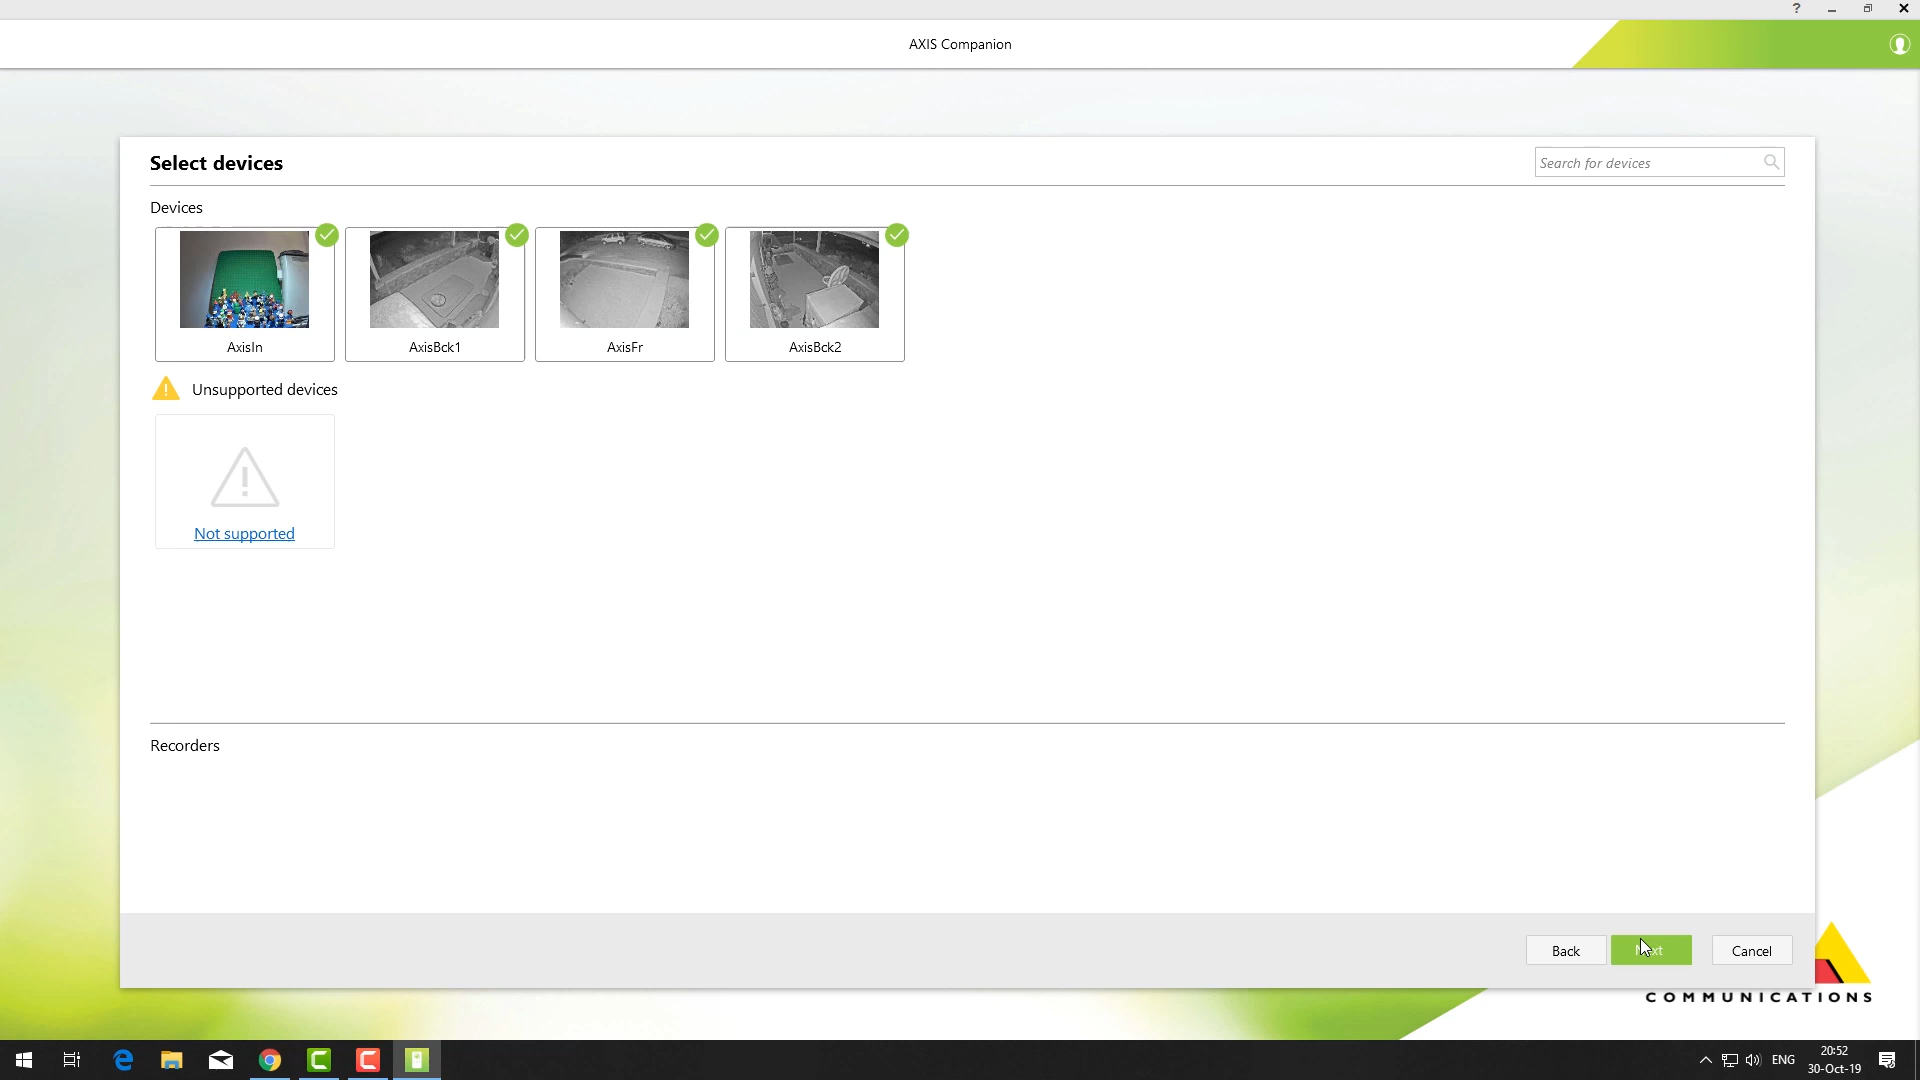 AXIS Companion
Select devices
Search for devices
Devices
AxisIn
AxisBck1
AxisFr
AxisBck2
Unsupported devices
Not supported
Recorders
Back
Next
Cancel
COMMUNICATIONS
ENG
20:52
30-Oct-19